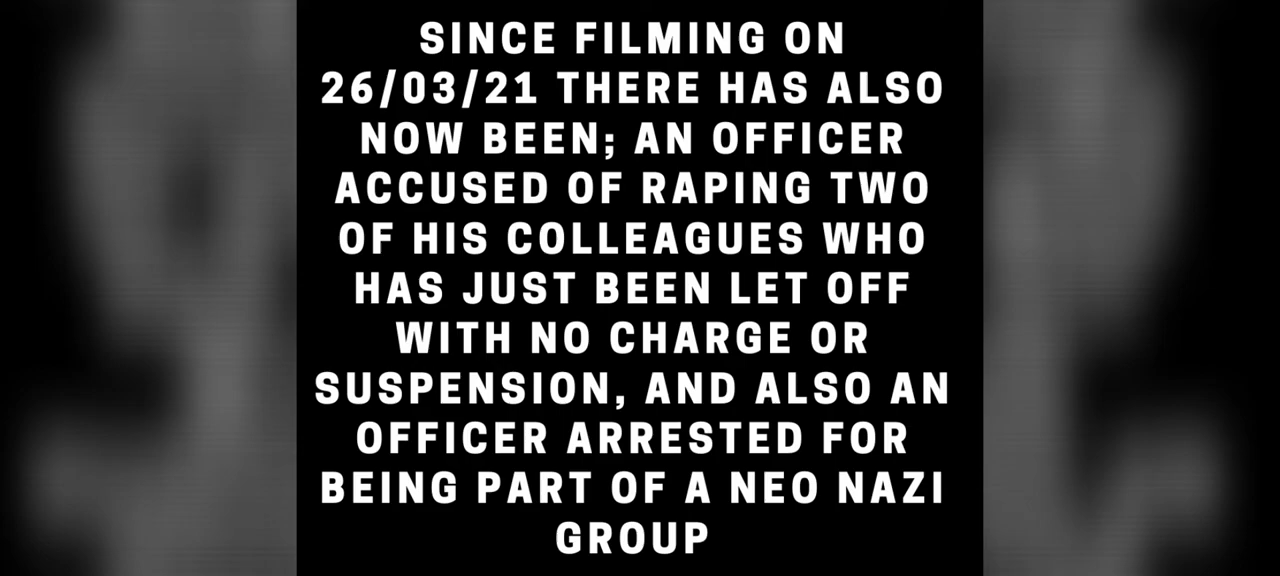 SINCE FILMING ON
26/03/21 THERE HAS ALSO
NOW BEEN; AN OFFICER
ACCUSED OF RAPING TWO
OF HIS COLLEAGUES WHO
HAS JUST BEEN LET OFF
WITH NO CHARGE OR
SUSPENSION, AND ALSO AN
OFFICER ARRESTED FOR
BEING PART OF A NEO NAZI
GROUP